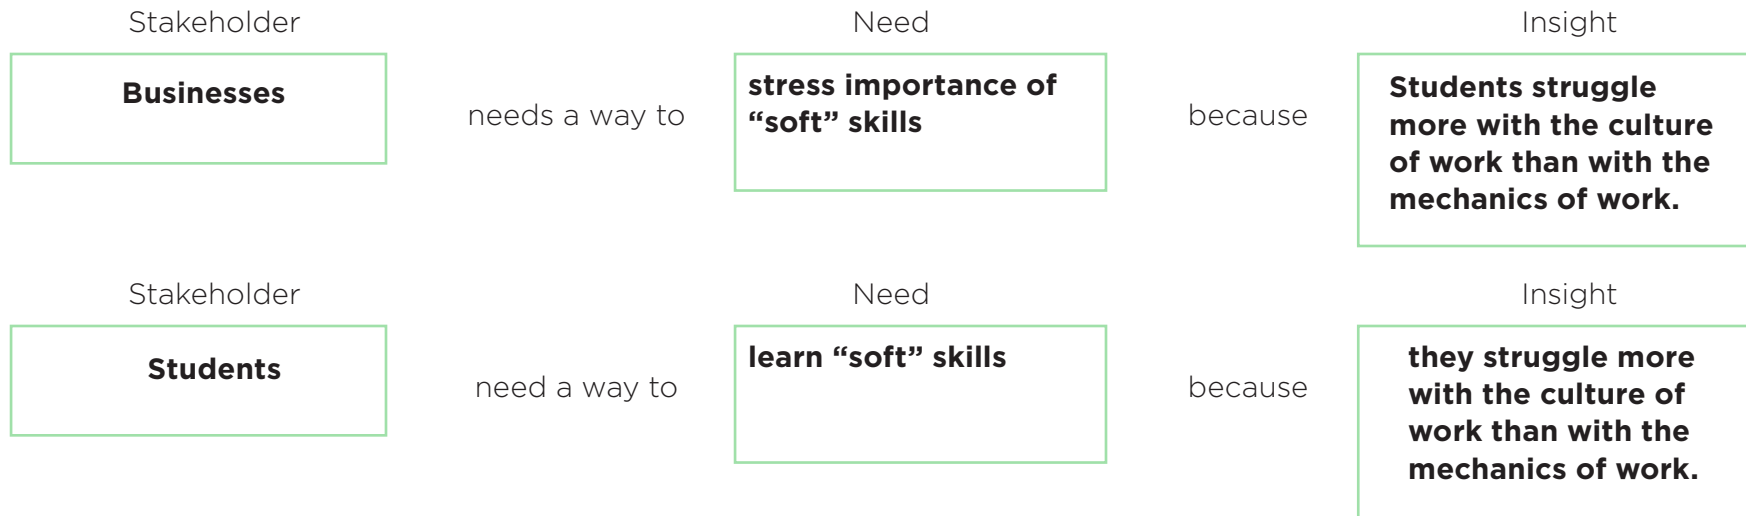 Stakeholder
Need
Insight
Businesses
needs a way to
stress importance of
“soft” skills
because
Students struggle
more with the culture
of work than with the
mechanics of work.
Stakeholder
Need
Insight
Students
need a way to
learn “soft” skills
because
they struggle more
with the culture of
work than with the
mechanics of work.